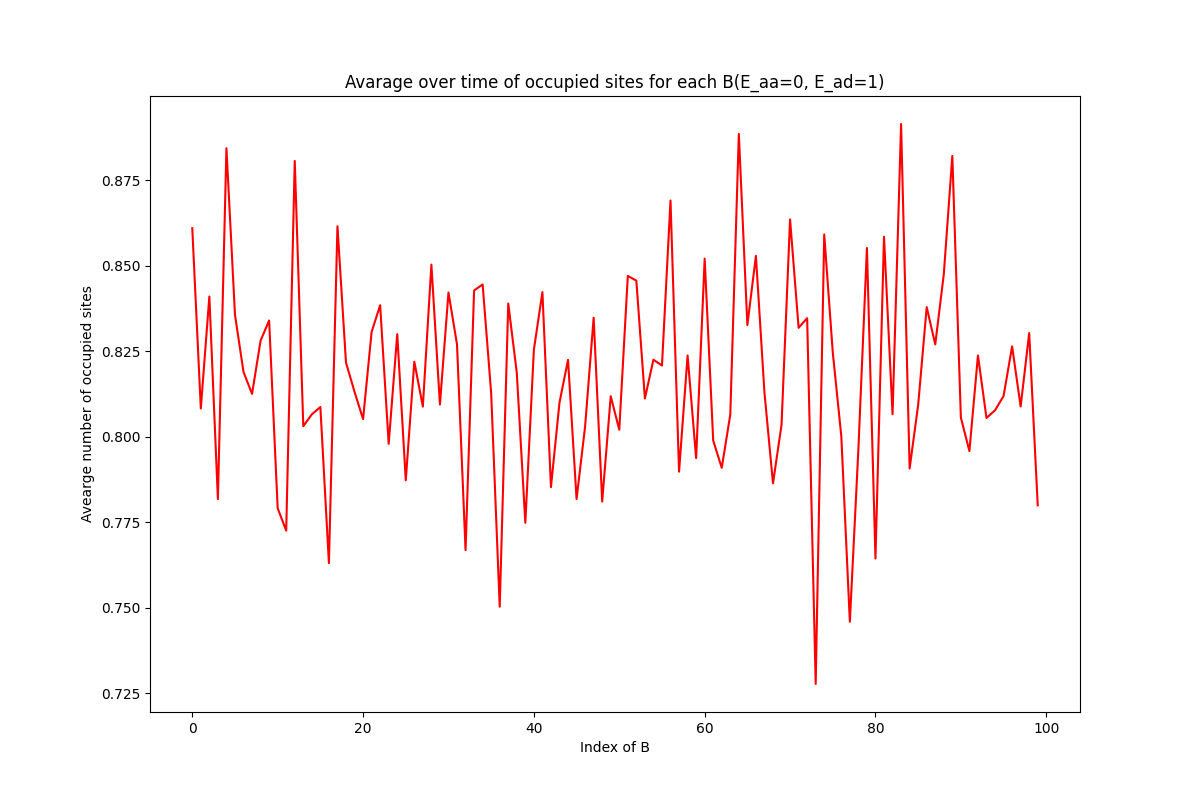 Avarage over time of occupied sites for each B(E_aa=0, E_ad=1)
0.875
0.850
0.825
0.800
0.775
0.750
0.725
Avearge number of occupied sites
0 20 40 60 80 100
Index of B